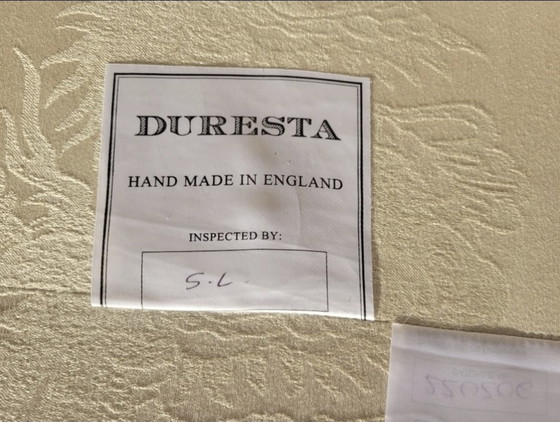 DURESTA
HAND MADE IN ENGLAND
INSPECTED BY:
S.L.